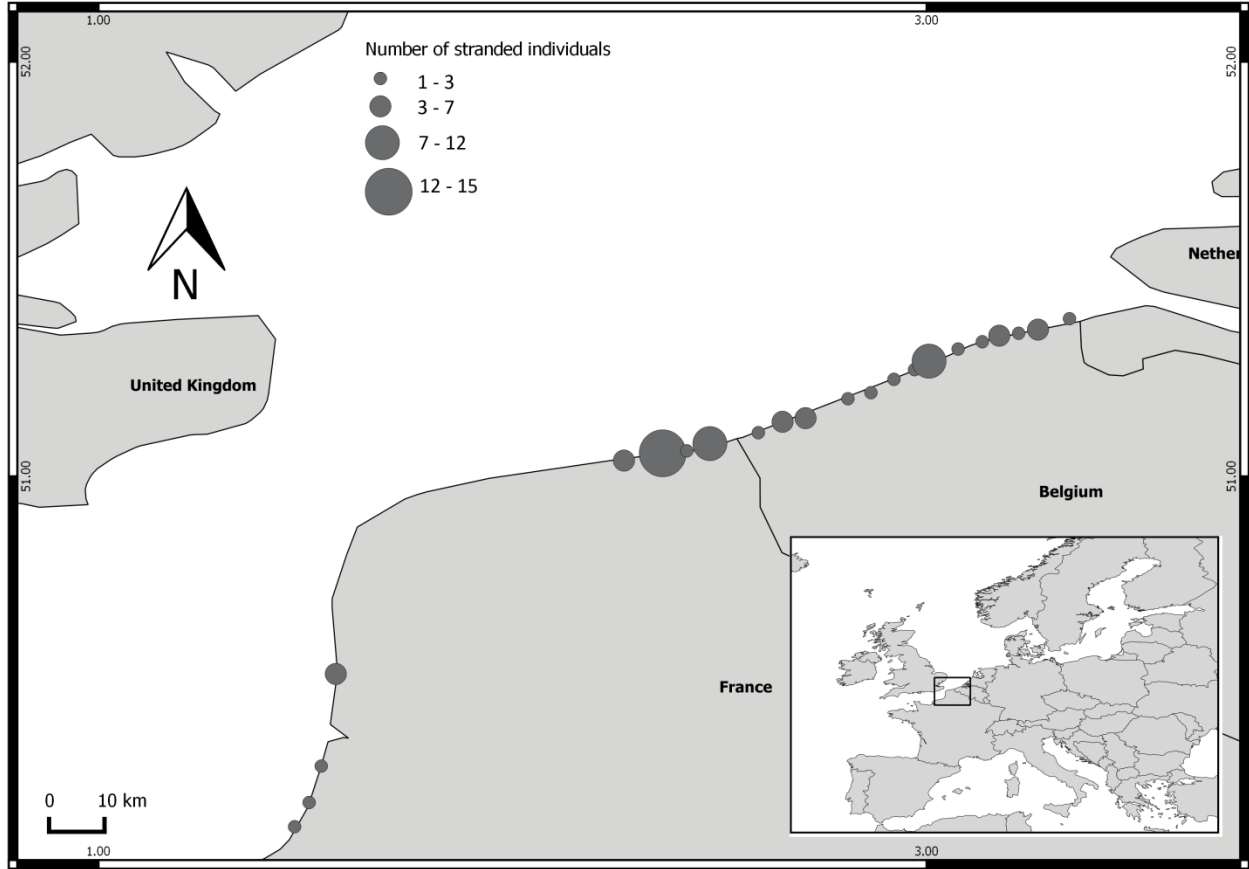 1.00
3.00
52.00
52.00
Number of stranded individuals
1 - 3
3 - 7
7 - 12
12 - 15
N
Nether
United Kingdom
51.00
51.00
Belgium
France
0 10 km
1.00
3.00